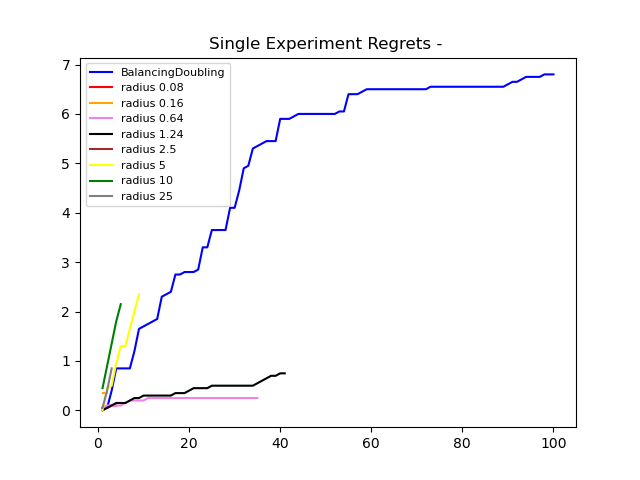 Single Experiment Regrets -
7
6
5
4
3
2
1
0
BalancingDoubling
radius 0.08
radius 0.16
radius 0.64
radius 1.24
radius 2.5
radius 5
radius 10
radius 25
0 20 40 60 80 100